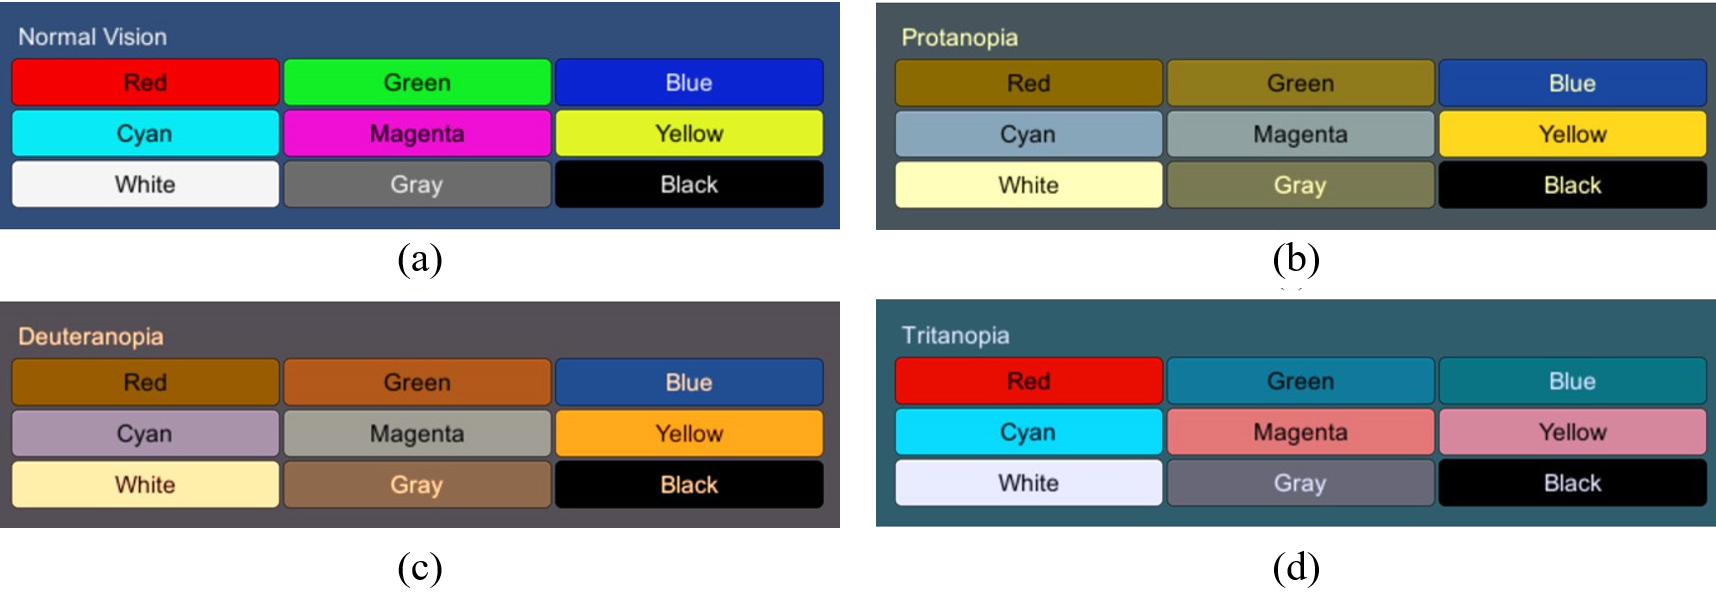 Normal Vision
Red Green Blue
Cyan Magenta Yellow
White Gray Black
(a)
Protanopia
Red Green Blue
Cyan Magenta Yellow
White Gray Black
(b)
Deuteranopia
Red Green Blue
Cyan Magenta Yellow
White Gray Black
(c)
Tritanopia
Red Green Blue
Cyan Magenta Yellow
White Gray Black
(d)